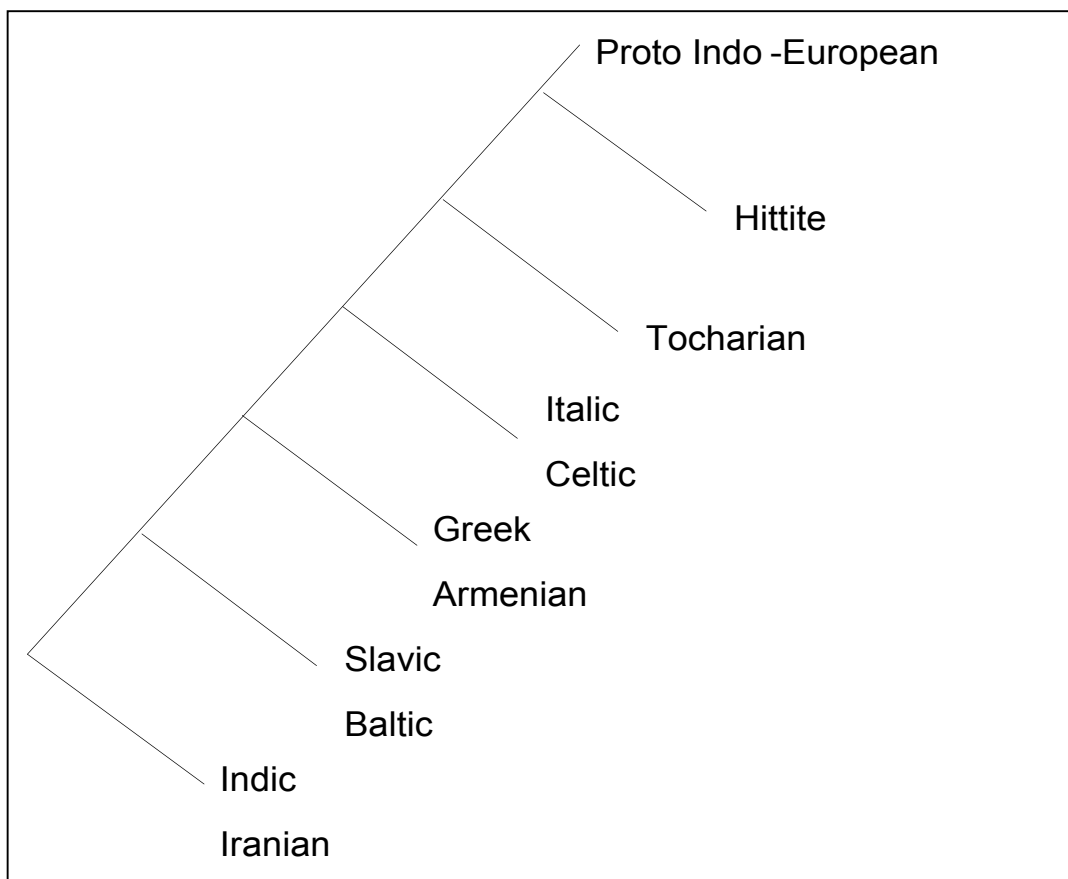 Proto Indo -European
Hittite
Tocharian
Italic
Celtic
Greek
Armenian
Slavic
Baltic
Indic
Iranian